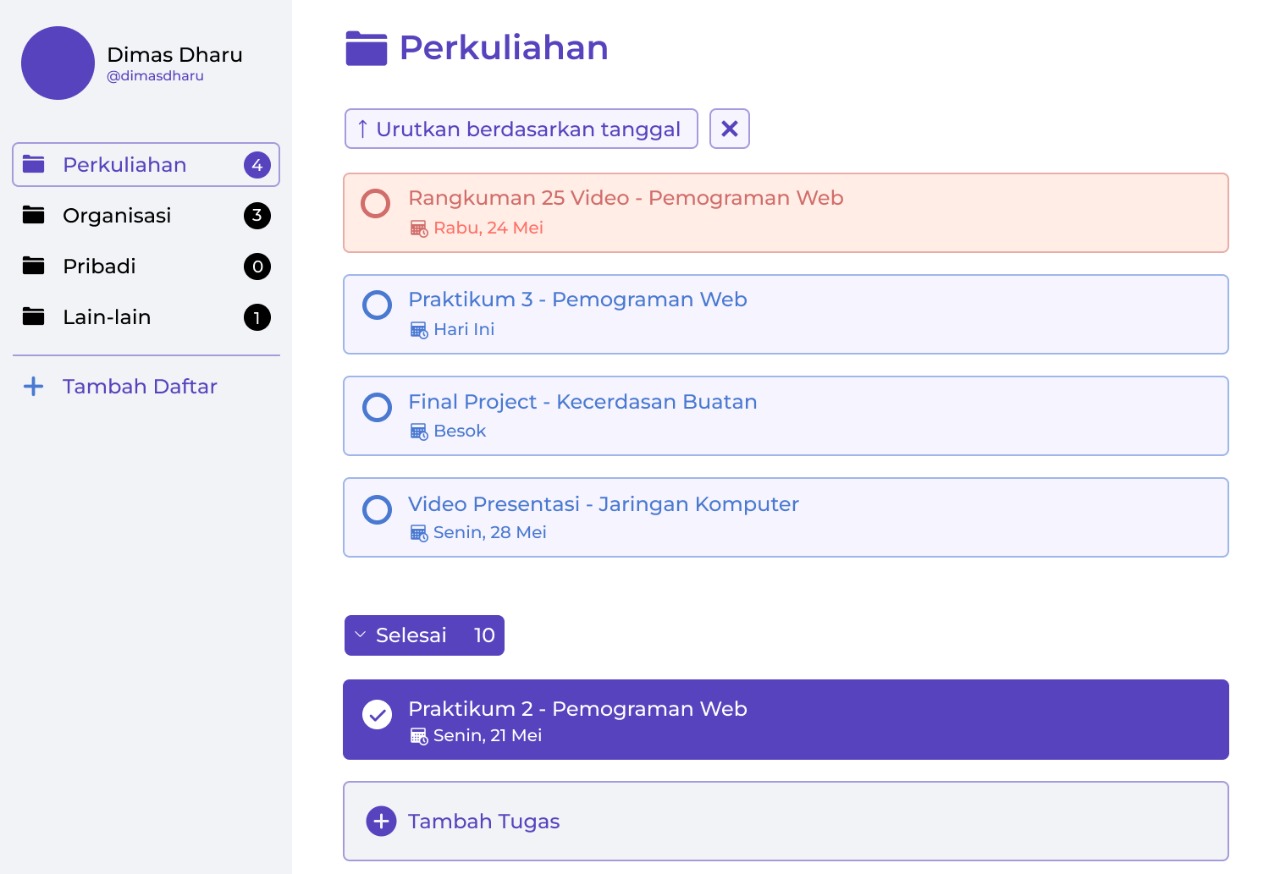 Dimas Dharu
@dimasdharu
Perkuliahan 4
Organisasi 3
Pribadi 0
Lain-lain 1
+ Tambah Daftar
Perkuliahan
↑ Urutkan berdasarkan tanggal ✕
Rangkuman 25 Video - Pemograman Web
Rabu, 24 Mei
Praktikum 3 - Pemograman Web
Hari Ini
Final Project - Kecerdasan Buatan
Besok
Video Presentasi - Jaringan Komputer
Senin, 28 Mei
Selesai 10
Praktikum 2 - Pemograman Web
Senin, 21 Mei
Tambah Tugas